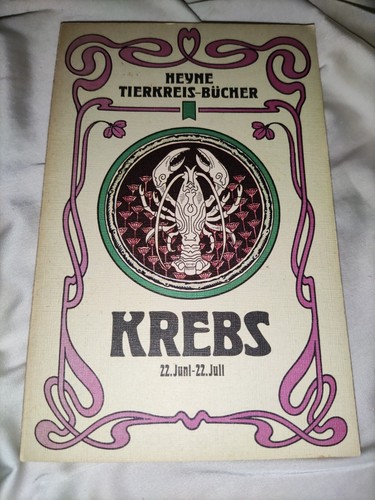 HEYNE
TIERKREIS-BÜCHER
KREBS
22.Juni-22.Juli